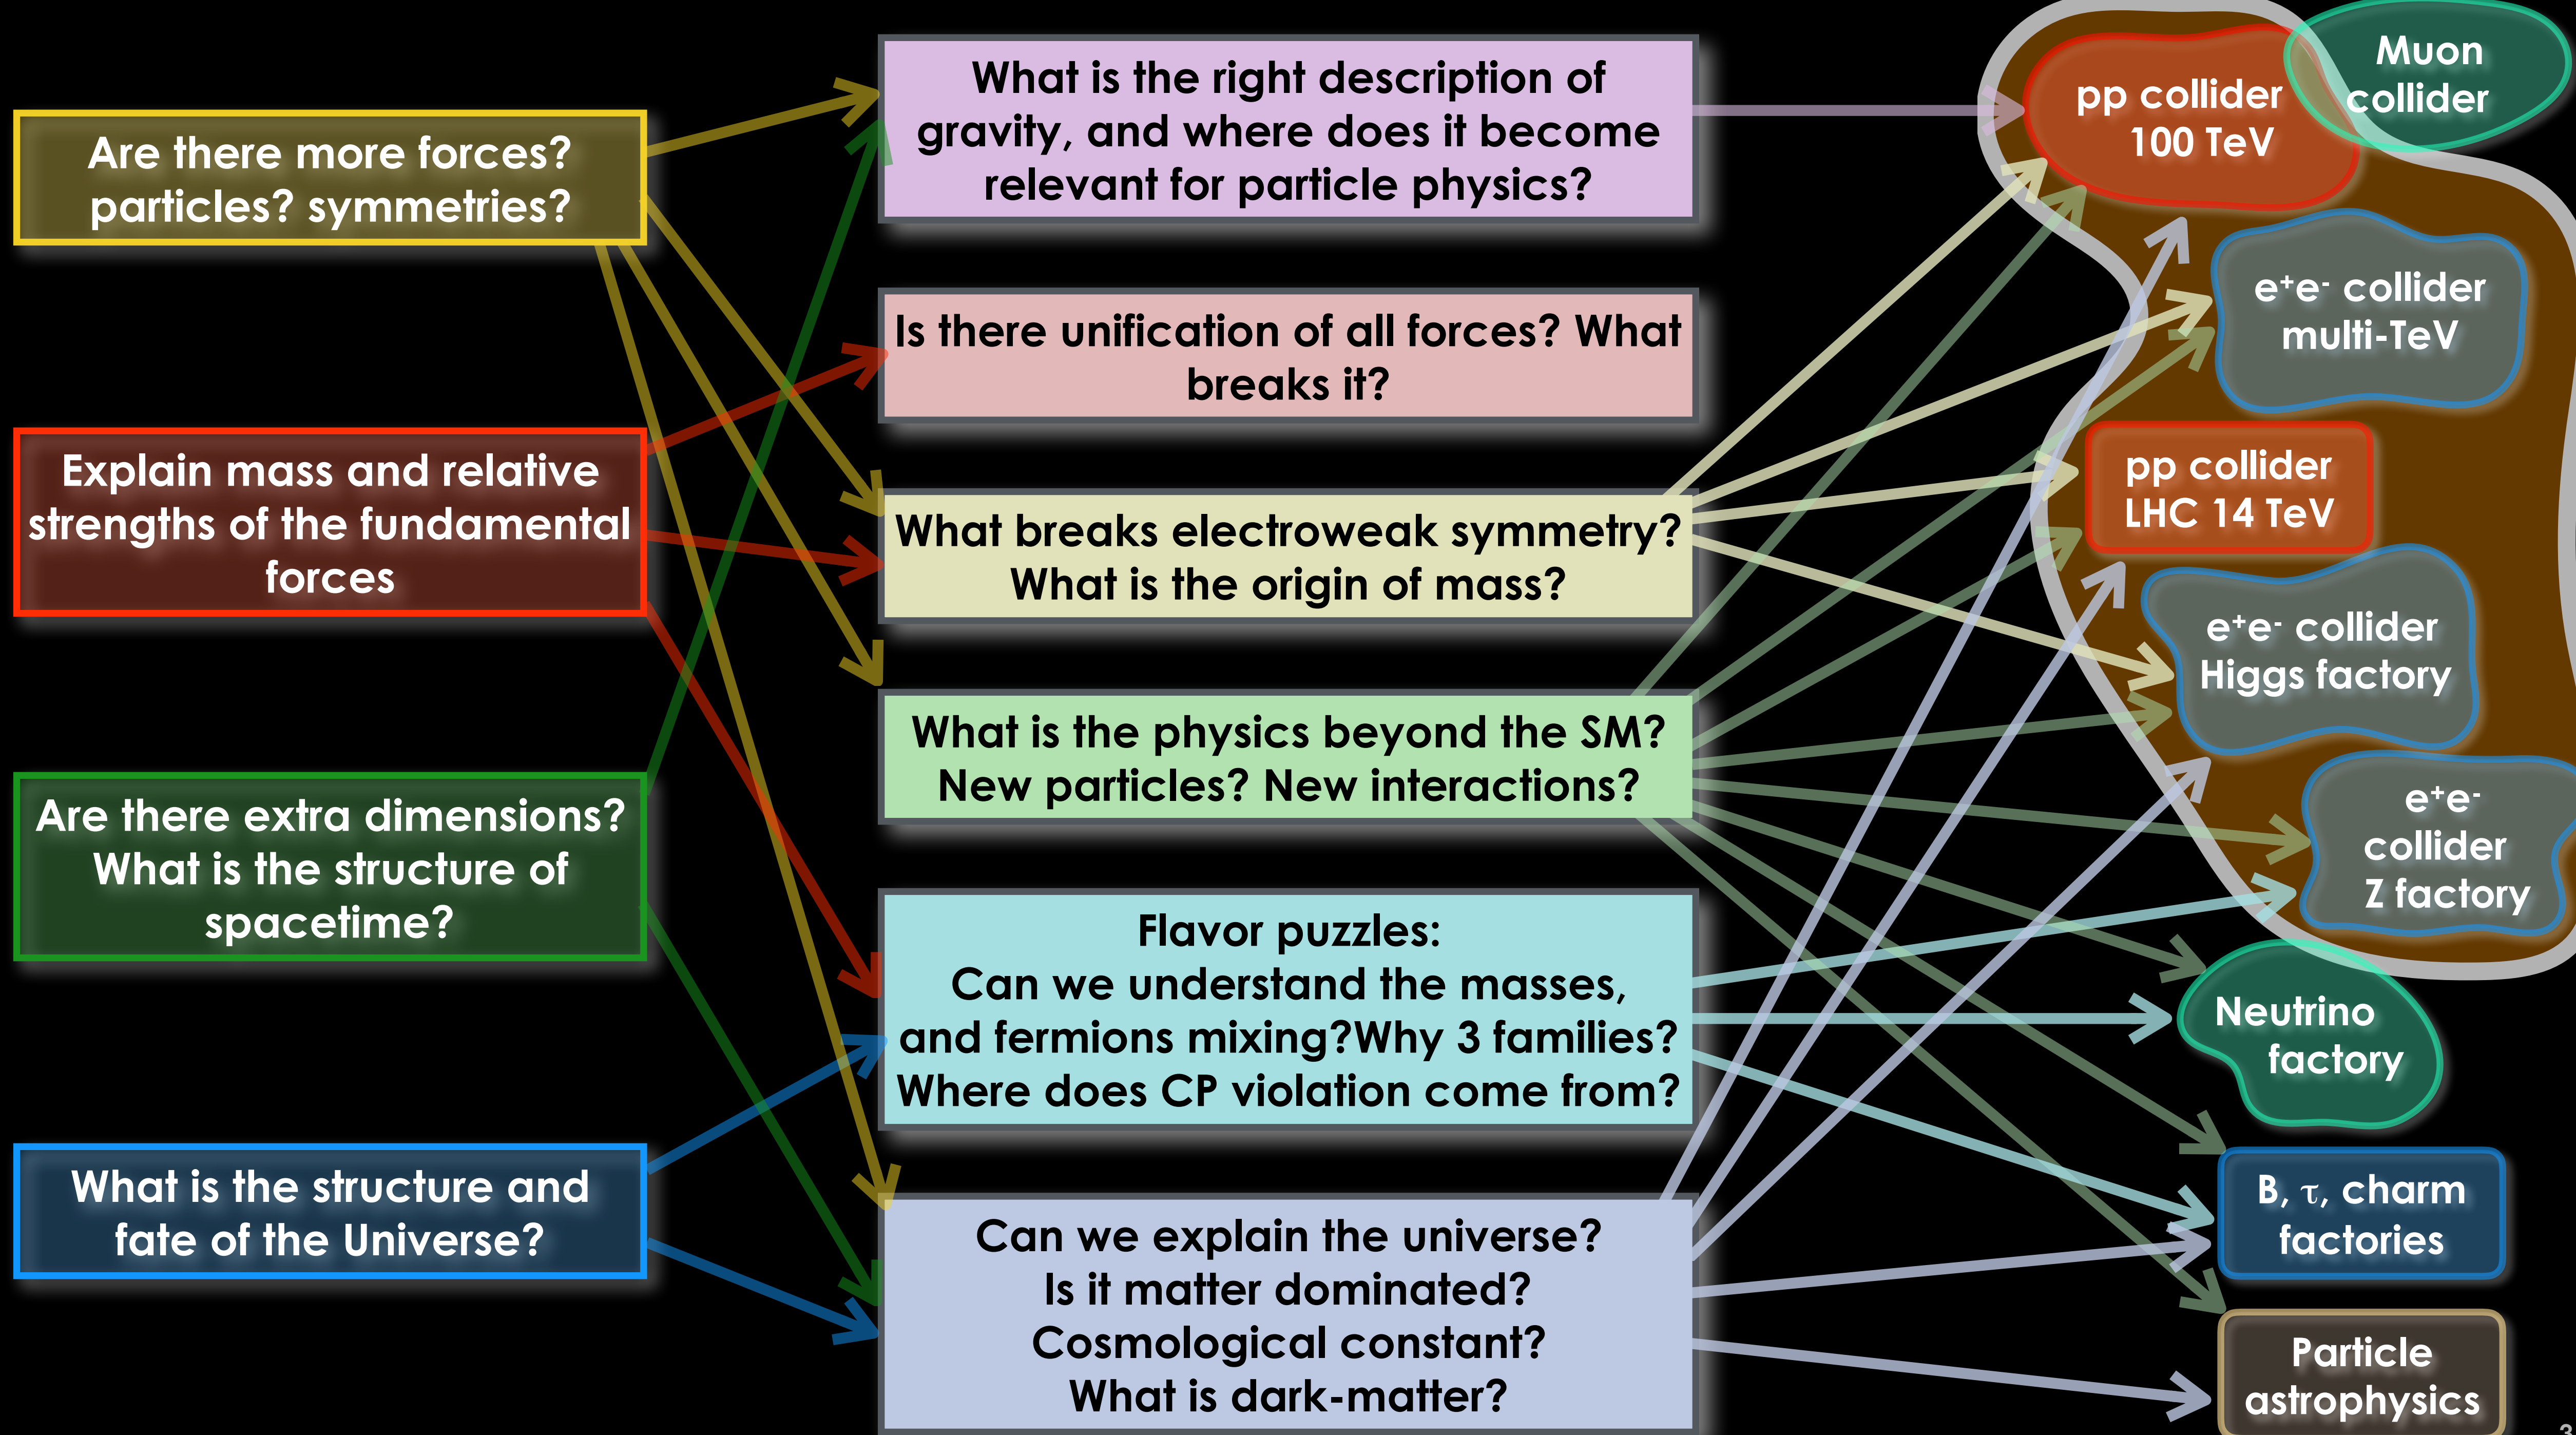 Are there more forces?
particles? symmetries?
Explain mass and relative
strengths of the fundamental
forces
Are there extra dimensions?
What is the structure of
spacetime?
What is the structure and
fate of the Universe?
What is the right description of
gravity, and where does it become
relevant for particle physics?
Is there unification of all forces? What
breaks it?
What breaks electroweak symmetry?
What is the origin of mass?
What is the physics beyond the SM?
New particles? New interactions?
Flavor puzzles:
Can we understand the masses,
and fermions mixing?Why 3 families?
Where does CP violation come from?
Can we explain the universe?
Is it matter dominated?
Cosmological constant?
What is dark-matter?
pp collider
100 TeV
Muon
collider
e⁺e⁻ collider
multi-TeV
pp collider
LHC 14 TeV
e⁺e⁻ collider
Higgs factory
e⁺e⁻
collider
Z factory
Neutrino
factory
B, τ, charm
factories
Particle
astrophysics